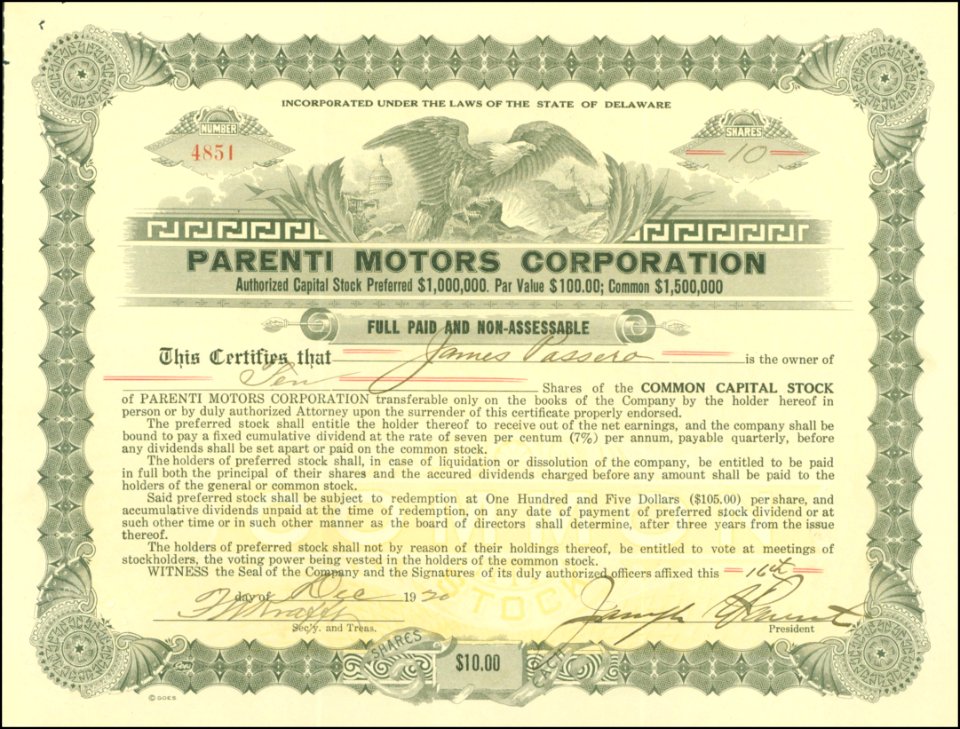 INCORPORATED UNDER THE LAWS OF THE STATE OF DELAWARE
NUMBER
4851
SHARES
10
PARENTI MOTORS CORPORATION
Authorized Capital Stock Preferred $1,000,000. Par Value $100.00; Common $1,500,000
FULL PAID AND NON-ASSESSABLE
This Certifies that James Passero is the owner of
Ten Shares of the COMMON CAPITAL STOCK
of PARENTI MOTORS CORPORATION transferable only on the books of the Company by the holder hereof in
person or by duly authorized Attorney upon the surrender of this certificate properly endorsed.
The preferred stock shall entitle the holder thereof to receive out of the net earnings, and the company shall be
bound to pay a fixed cumulative dividend at the rate of seven per centum (7%) per annum, payable quarterly, before
any dividends shall be set apart or paid on the common stock.
The holders of preferred stock shall, in case of liquidation or dissolution of the company, be entitled to be paid
in full both the principal of their shares and the accured dividends charged before any amount shall be paid to the
holders of the general or common stock.
Said preferred stock shall be subject to redemption at One Hundred and Five Dollars ($105.00) per share, and
accumulative dividends unpaid at the time of redemption, on any date of payment of preferred stock dividend or at
such other time or in such other manner as the board of directors shall determine, after three years from the issue
thereof.
The holders of preferred stock shall not by reason of their holdings thereof, be entitled to vote at meetings of
stockholders, the voting power being vested in the holders of the common stock.
WITNESS the Seal of the Company and the Signatures of its duly authorized officers affixed this 16th
day of Dec 1920
Sec'y. and Treas.
President
COMMON
STOCK
SHARES
$10.00
EACH
©GOES